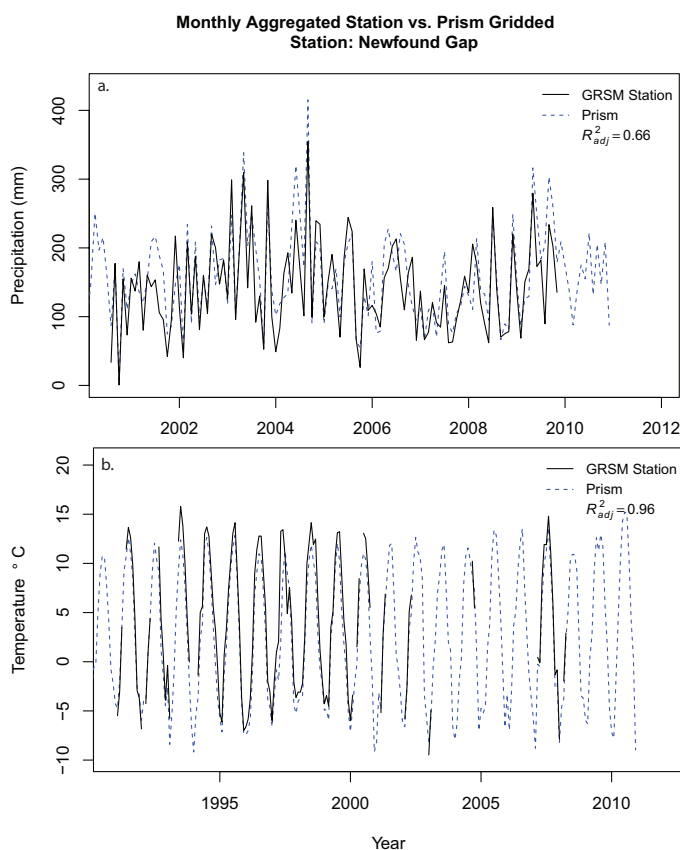 Monthly Aggregated Station vs. Prism Gridded
Station: Newfound Gap
a.
GRSM Station
Prism
R²adj=0.66
Precipitation (mm)
400
300
200
100
0
2002 2004 2006 2008 2010 2012
b.
GRSM Station
Prism
R²adj=0.96
Temperature ° C
20
15
10
5
0
−5
−10
1995 2000 2005 2010
Year